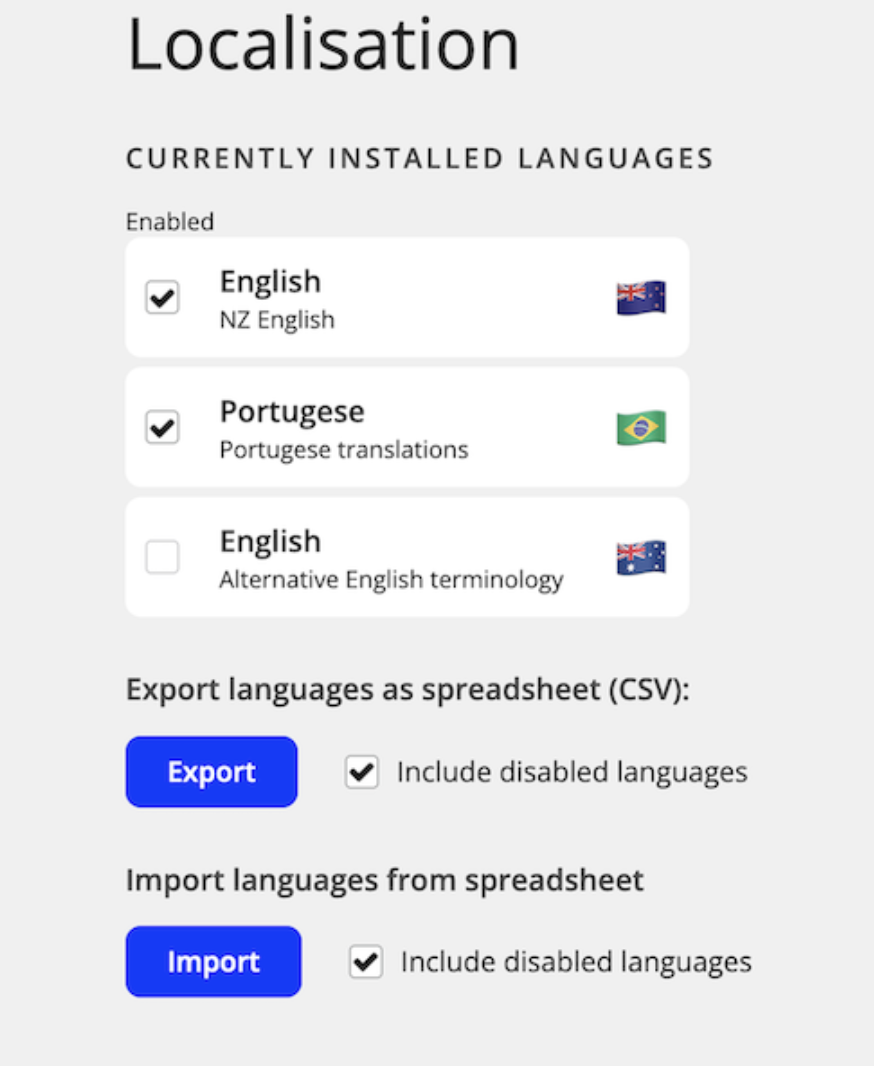 Localisation
CURRENTLY INSTALLED LANGUAGES
Enabled
English
NZ English
Portugese
Portugese translations
English
Alternative English terminology
Export languages as spreadsheet (CSV):
Export
Include disabled languages
Import languages from spreadsheet
Import
Include disabled languages